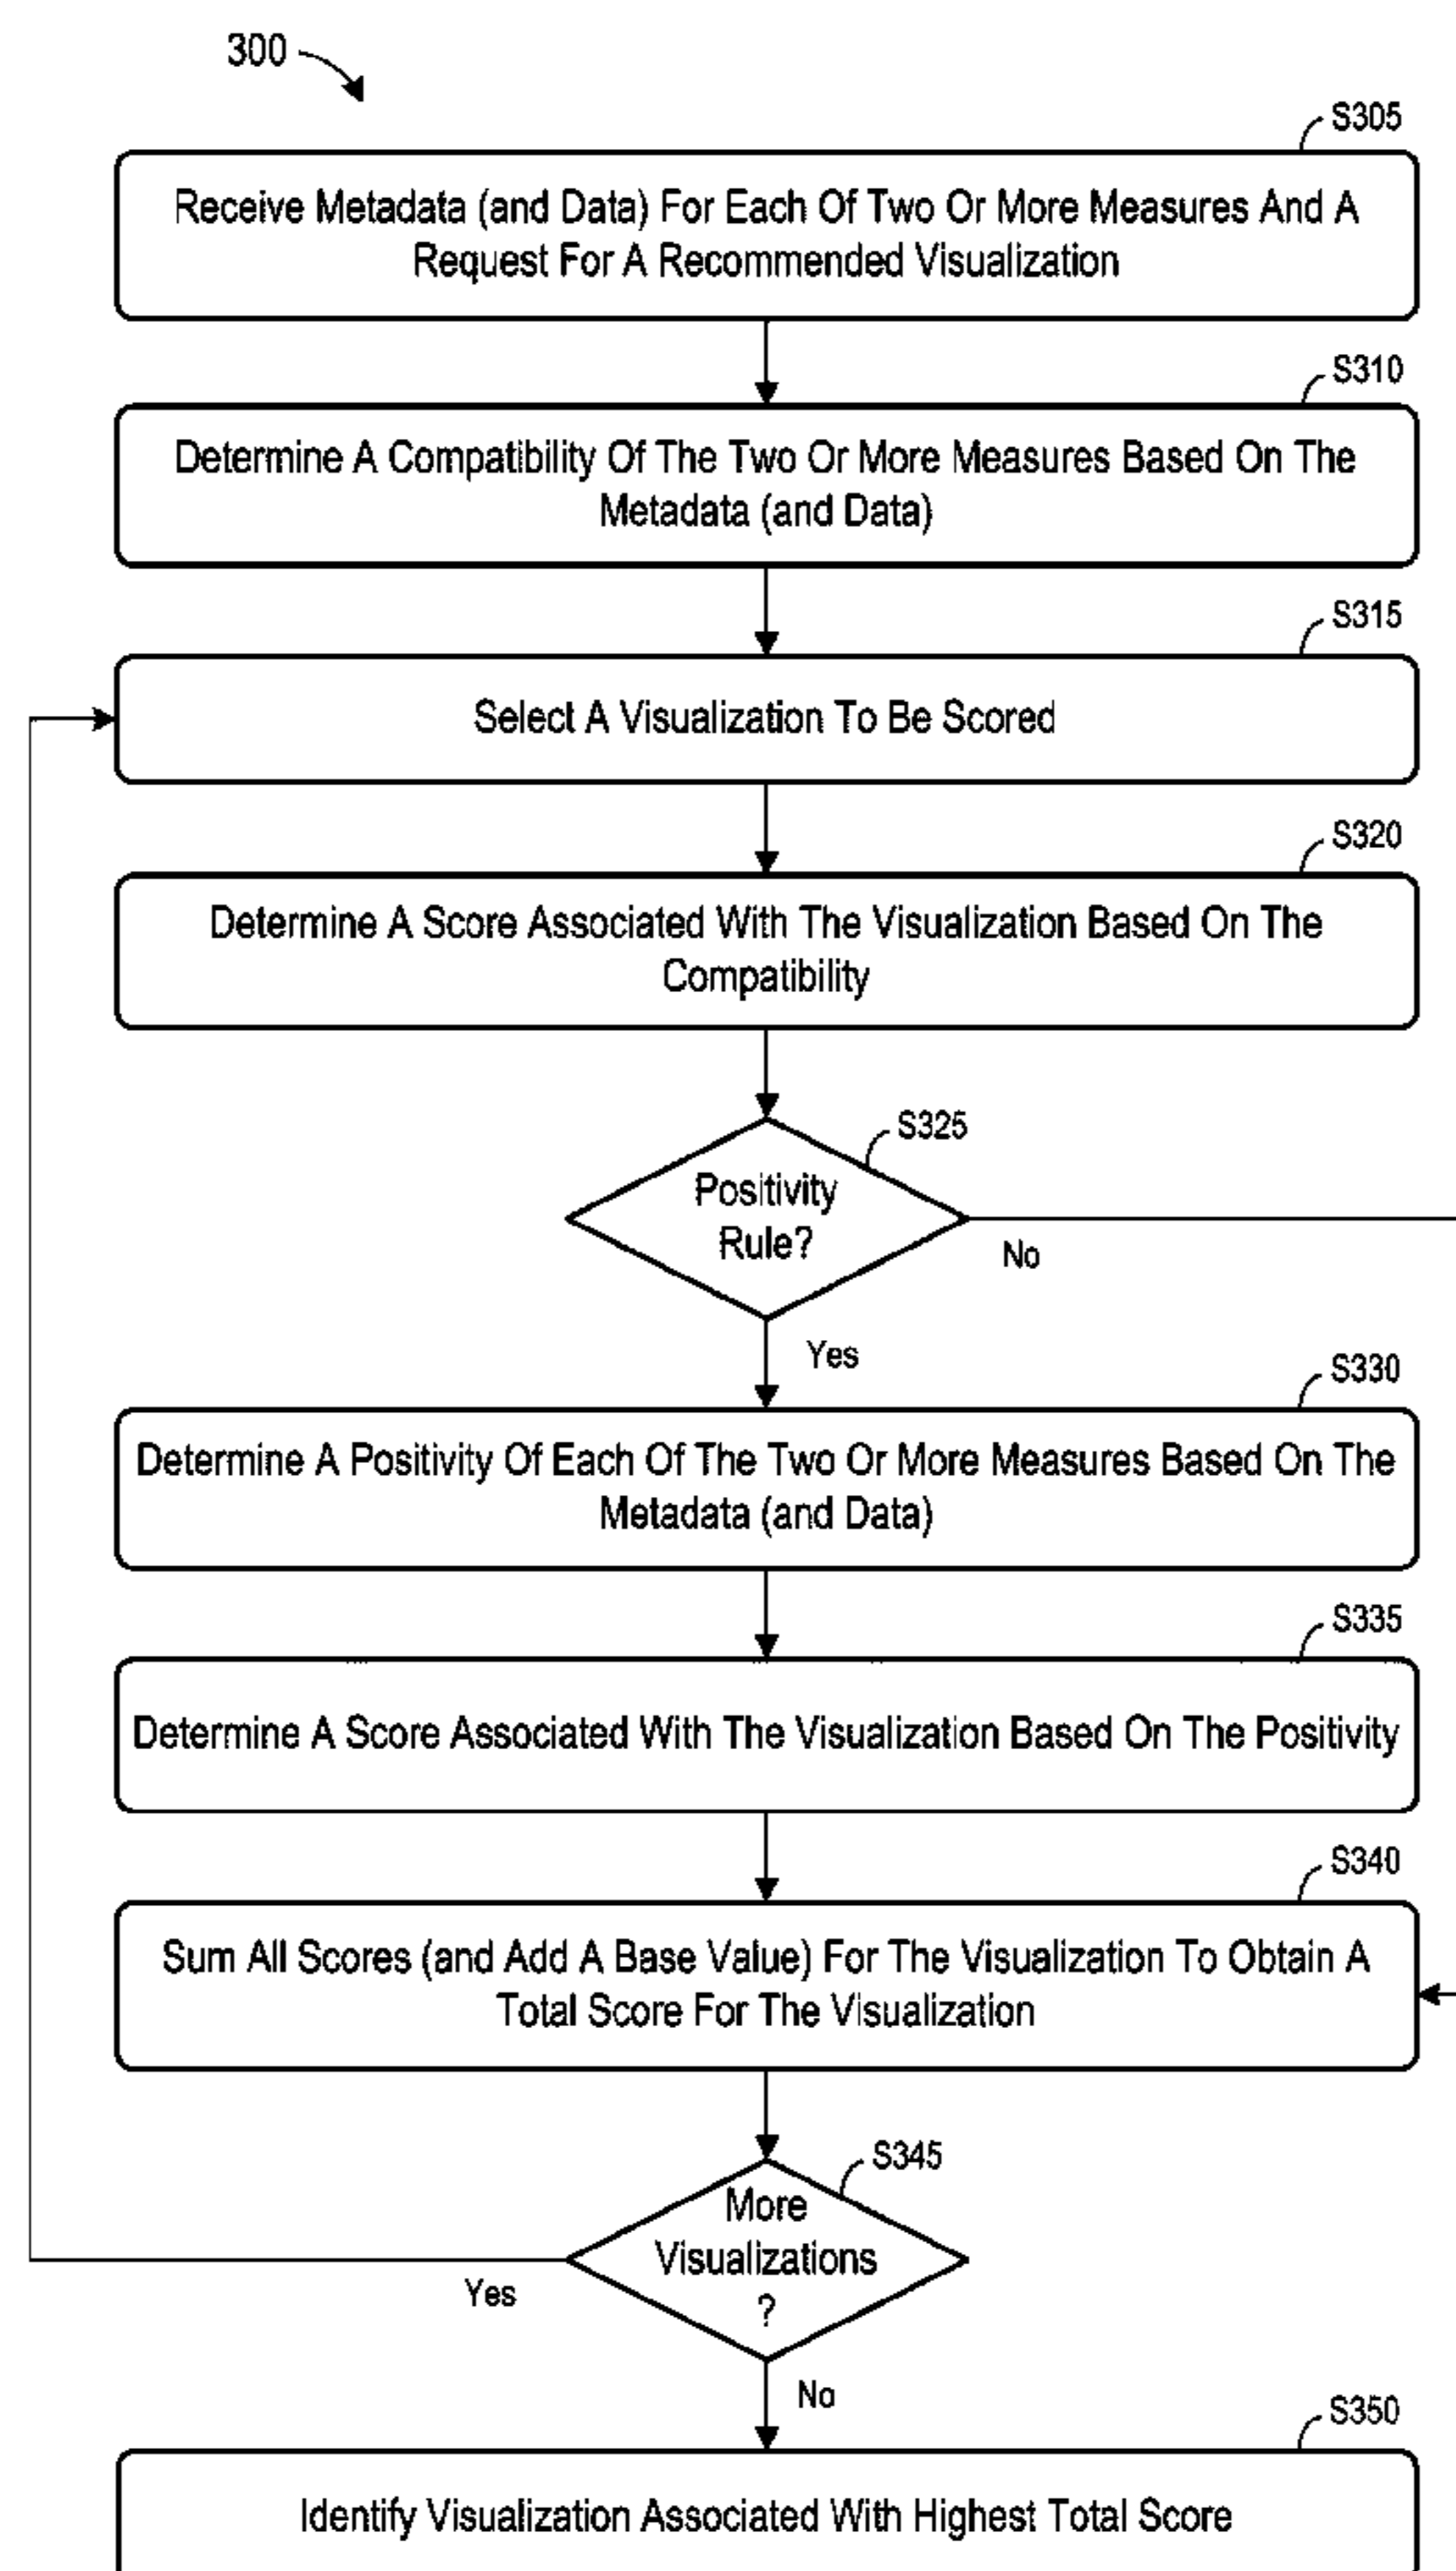 300
S305
Receive Metadata (and Data) For Each Of Two Or More Measures And A
Request For A Recommended Visualization
S310
Determine A Compatibility Of The Two Or More Measures Based On The
Metadata (and Data)
S315
Select A Visualization To Be Scored
S320
Determine A Score Associated With The Visualization Based On The
Compatibility
S325
Positivity
Rule?
No
Yes
S330
Determine A Positivity Of Each Of The Two Or More Measures Based On The
Metadata (and Data)
S335
Determine A Score Associated With The Visualization Based On The Positivity
S340
Sum All Scores (and Add A Base Value) For The Visualization To Obtain A
Total Score For The Visualization
S345
More
Visualizations
?
Yes
No
S350
Identify Visualization Associated With Highest Total Score